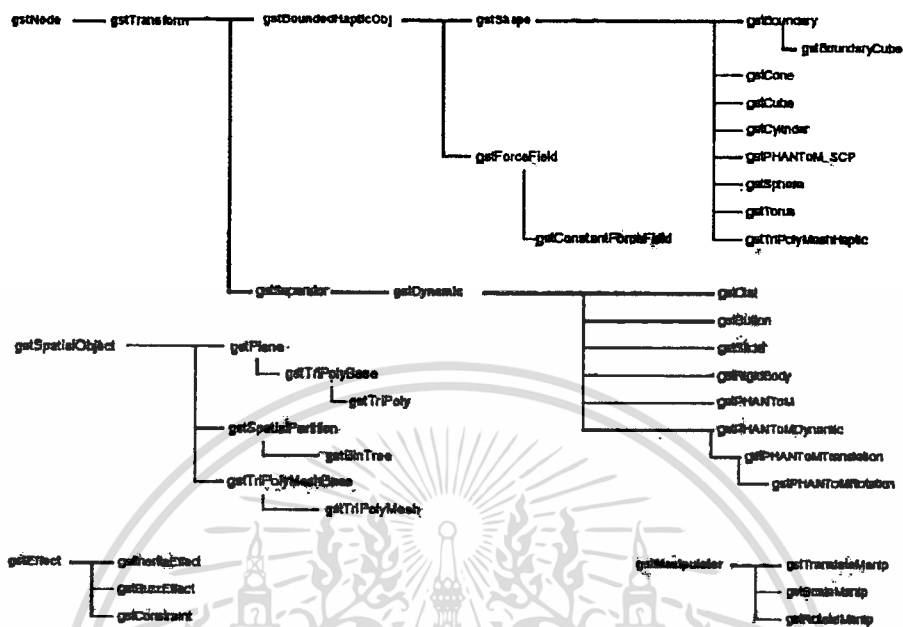 gstNode gstTransform gstBoundedHapticObj gstShape gstBoundary
gstBoundaryCube
gstCone
gstCube
gstCylinder
gstForceField gstPHANToM_SCP
gstSphere
gstTorus
gstConstantForceField gstTriPolyMeshHaptic
gstSeparator gstDynamic gstDial
gstButton
gstSpatialObject gstPlane gstSlider
gstTriPolyBase gstRigidBody
gstTriPoly gstPHANToM
gstSpatialPartition gstPHANToMDynamic
gstBinTree gstPHANToMTranslation
gstTriPolyMeshBase gstPHANToMRotation
gstTriPolyMesh
gstEffect gstInertiaEffect gstManipulator gstTranslateManip
gstBuzzEffect gstScaleManip
gstConstraint gstRotateManip